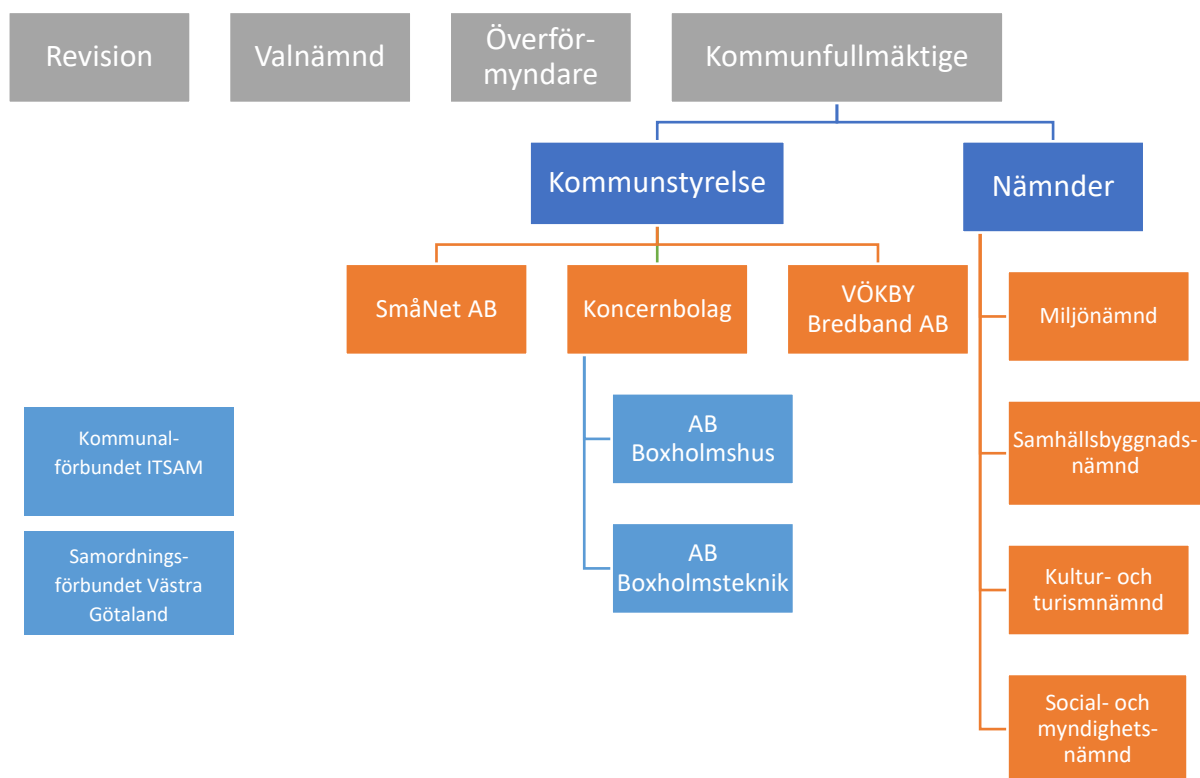 Revision
Valnämnd
Överför-
myndare
Kommunfullmäktige
Kommunstyrelse
Nämnder
SmåNet AB
Koncernbolag
VÖKBY
Bredband AB
Miljönämnd
Kommunal-
förbundet ITSAM
AB
Boxholmshus
Samhällsbyggnads-
nämnd
Samordnings-
förbundet Västra
Götaland
AB
Boxholmsteknik
Kultur- och
turismnämnd
Social- och
myndighets-
nämnd